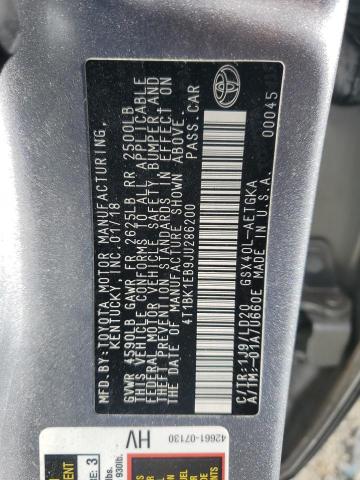 MFD.BY:TOYOTA MOTOR MANUFACTURING,
KENTUCKY, INC. 01/18
GVWR 4590LB GAWR FR 2625LB RR 2500LB
THIS VEHICLE CONFORMS TO ALL APPLICABLE
FEDERAL MOTOR VEHICLE SAFETY, BUMPER AND
THEFT PREVENTION STANDARDS IN EFFECT ON
THE DATE OF MANUFACTURE SHOWN ABOVE.
4T1BK1EB9JU286200 PASS.CAR
TOYOTA
00045
C/TR:1J9/LD20 GSX40L-AETGKA
A/TM:-01A/U660E MADE IN U.S.A.
42661-07130
HV
3
930lb.